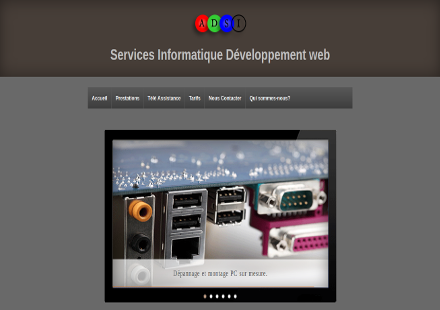 A D S I
Services Informatique Développement web
Accueil Prestations Télé Assistance Tarifs Nous Contacter Qui sommes-nous?
Dépannage et montage PC sur mesure.